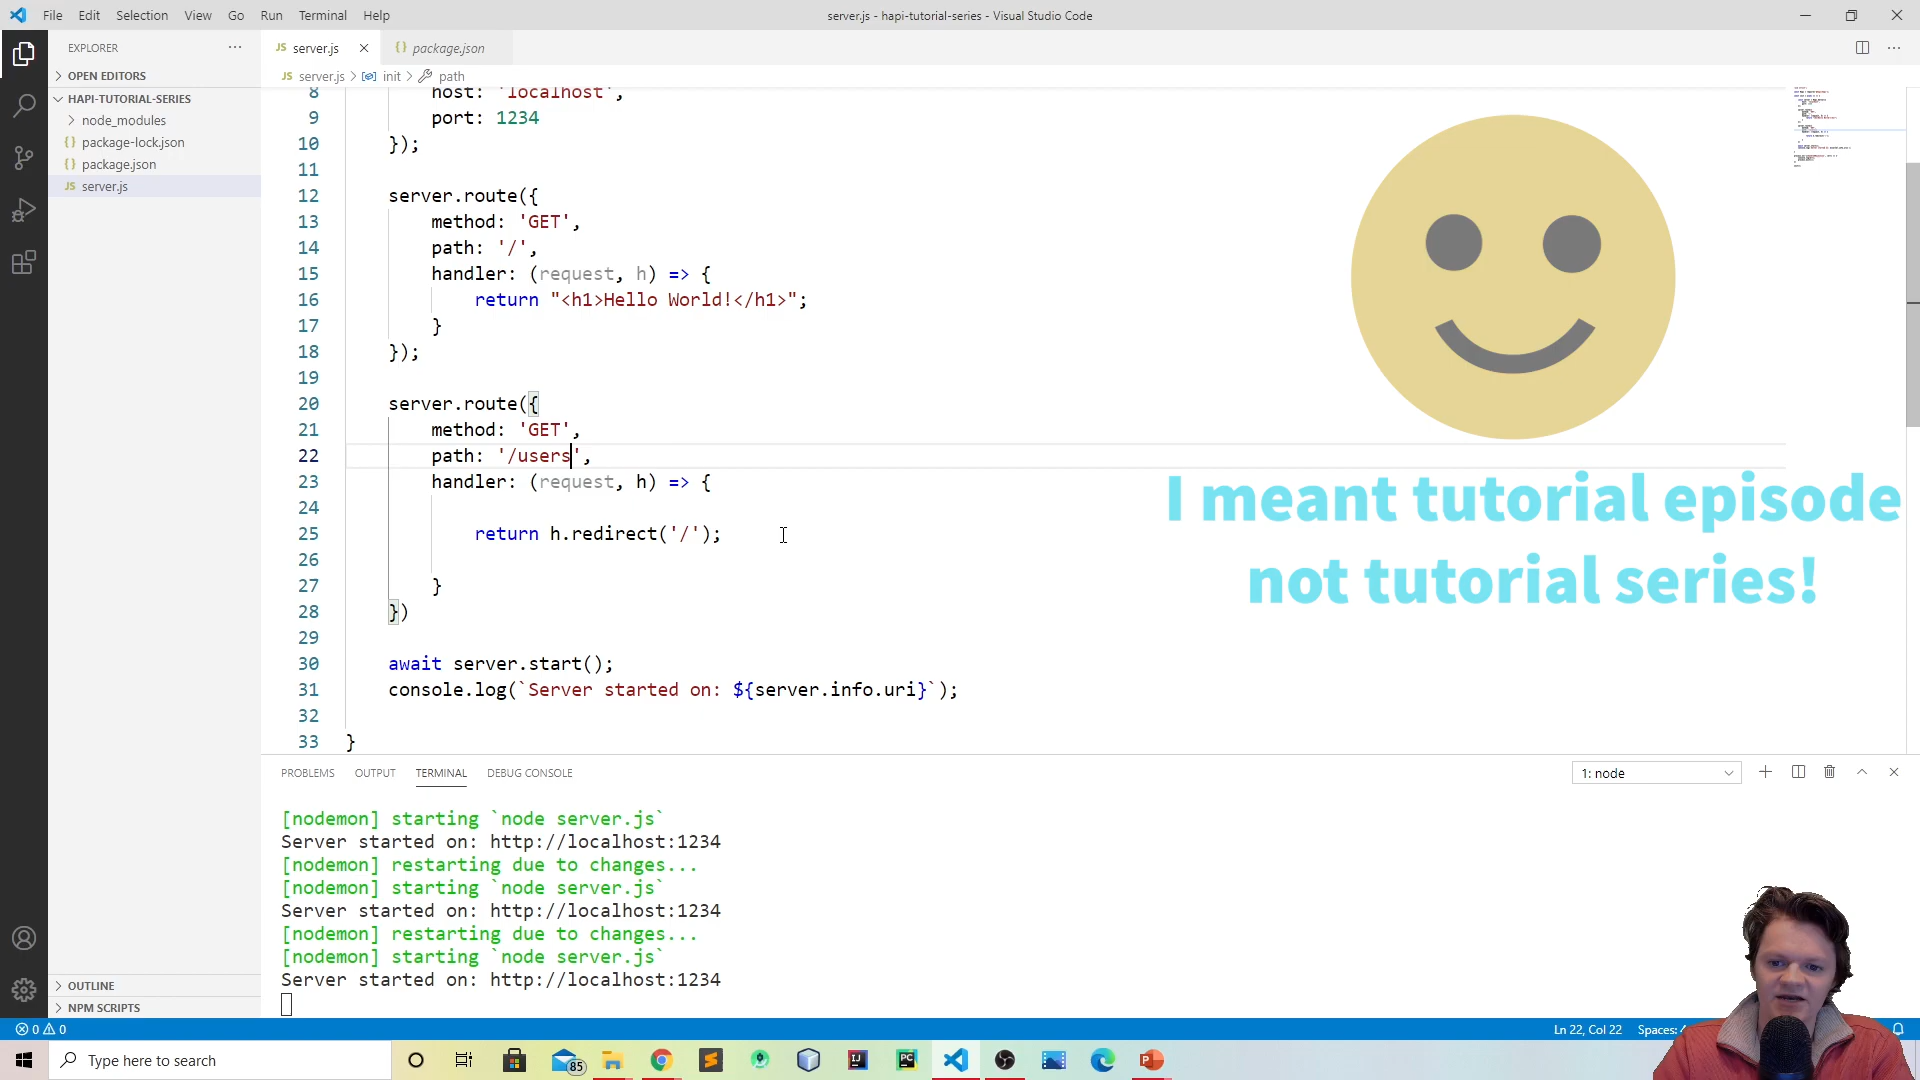 File Edit Selection View Go Run Terminal Help
server.js - hapi-tutorial-series - Visual Studio Code
EXPLORER
OPEN EDITORS
HAPI-TUTORIAL-SERIES
node_modules
package-lock.json
package.json
JS server.js
JS server.js
package.json
JS server.js > init > path
8 host: 'localhost',
9 port: 1234
10 });
11
12 server.route({
13 method: 'GET',
14 path: '/',
15 handler: (request, h) => {
16 return "<h1>Hello World!</h1>";
17 }
18 });
19
20 server.route({
21 method: 'GET',
22 path: '/users',
23 handler: (request, h) => {
24
25 return h.redirect('/');
26
27 }
28 })
29
30 await server.start();
31 console.log(`Server started on: ${server.info.uri}`);
32
33 }
I meant tutorial episode
not tutorial series!
PROBLEMS OUTPUT TERMINAL DEBUG CONSOLE
1: node
[nodemon] starting `node server.js`
Server started on: http://localhost:1234
[nodemon] restarting due to changes...
[nodemon] starting `node server.js`
Server started on: http://localhost:1234
[nodemon] restarting due to changes...
[nodemon] starting `node server.js`
Server started on: http://localhost:1234
OUTLINE
NPM SCRIPTS
0 0
Ln 22, Col 22 Spaces:
Type here to search
85